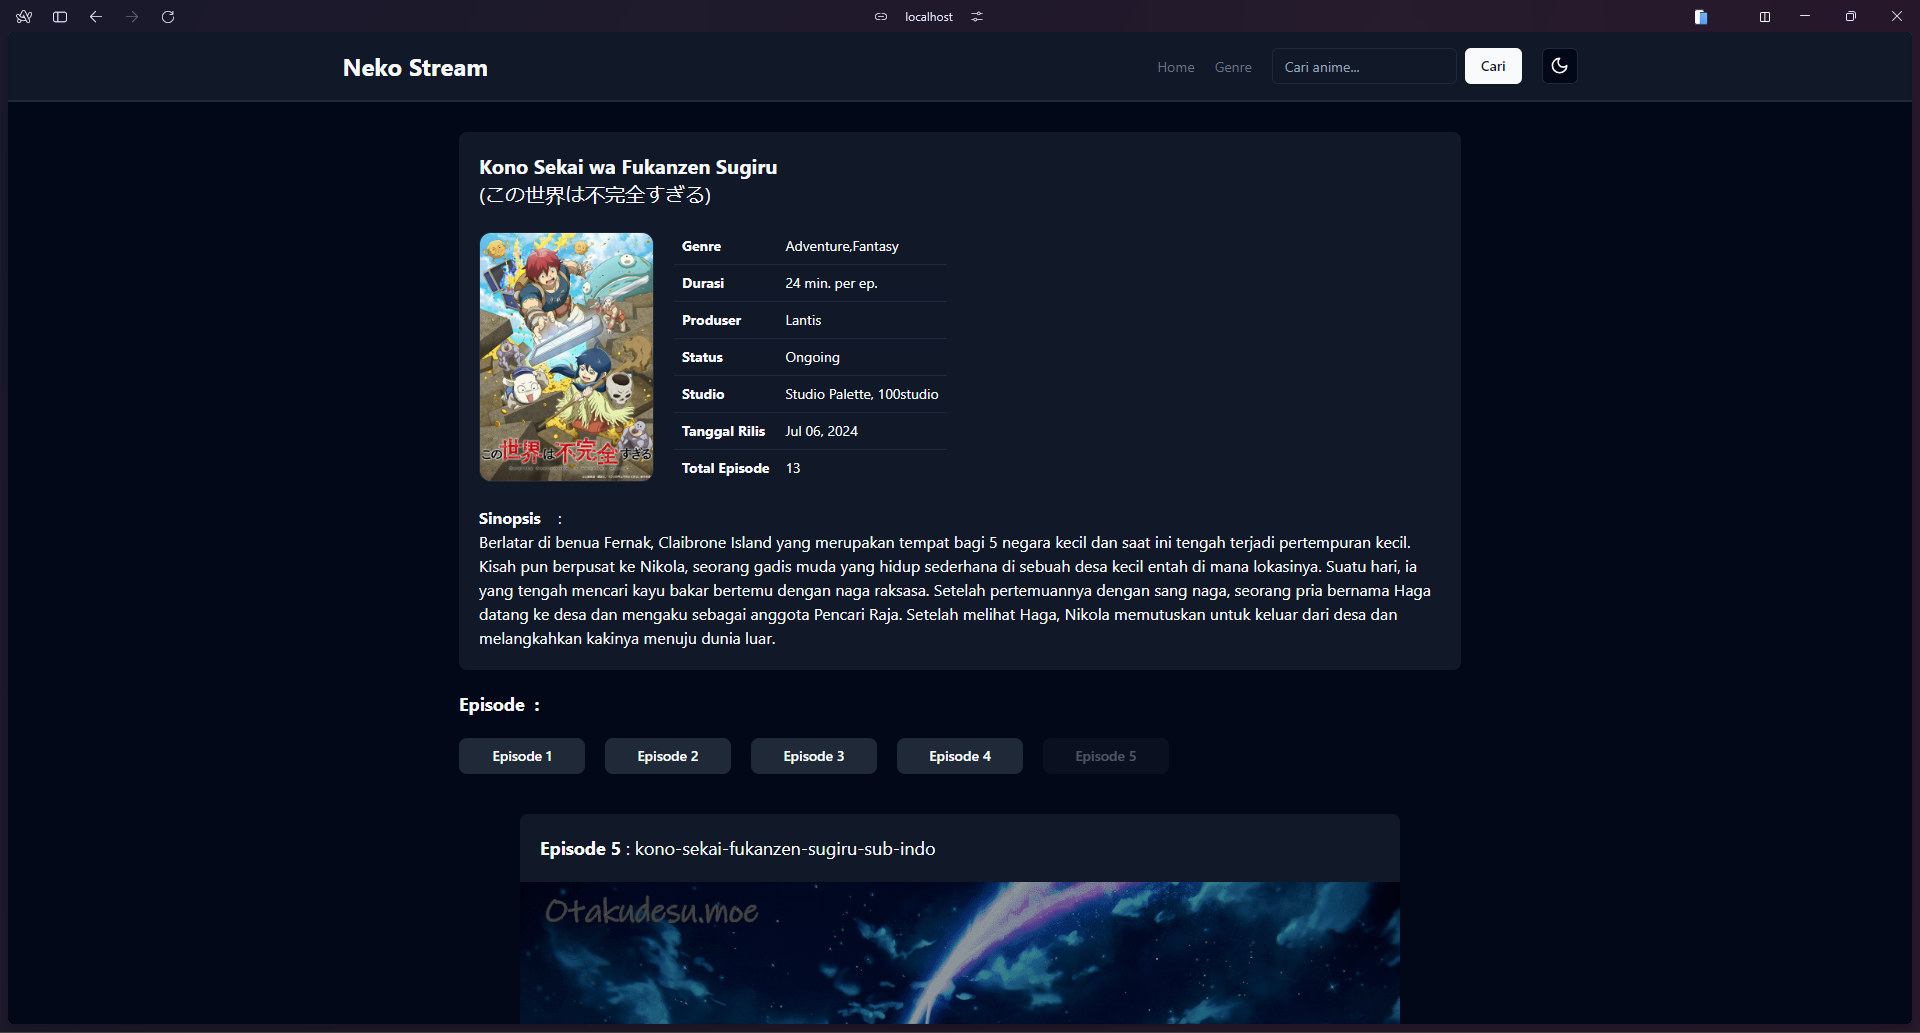 localhost
Neko Stream
Home Genre Cari anime... Cari
Kono Sekai wa Fukanzen Sugiru
(この世界は不完全すぎる)
この世界は不完全すぎる
Genre Adventure,Fantasy
Durasi 24 min. per ep.
Produser Lantis
Status Ongoing
Studio Studio Palette, 100studio
Tanggal Rilis Jul 06, 2024
Total Episode 13
Sinopsis :
Berlatar di benua Fernak, Claibrone Island yang merupakan tempat bagi 5 negara kecil dan saat ini tengah terjadi pertempuran kecil.
Kisah pun berpusat ke Nikola, seorang gadis muda yang hidup sederhana di sebuah desa kecil entah di mana lokasinya. Suatu hari, ia
yang tengah mencari kayu bakar bertemu dengan naga raksasa. Setelah pertemuannya dengan sang naga, seorang pria bernama Haga
datang ke desa dan mengaku sebagai anggota Pencari Raja. Setelah melihat Haga, Nikola memutuskan untuk keluar dari desa dan
melangkahkan kakinya menuju dunia luar.
Episode :
Episode 1 Episode 2 Episode 3 Episode 4 Episode 5
Episode 5 : kono-sekai-fukanzen-sugiru-sub-indo
Otakudesu.moe